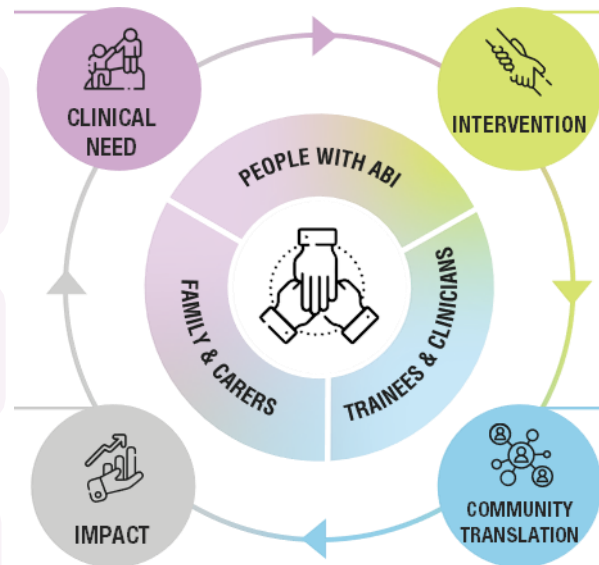 CLINICAL
NEED
INTERVENTION
PEOPLE WITH ABI
FAMILY & CARERS
TRAINEES & CLINICIANS
IMPACT
COMMUNITY
TRANSLATION